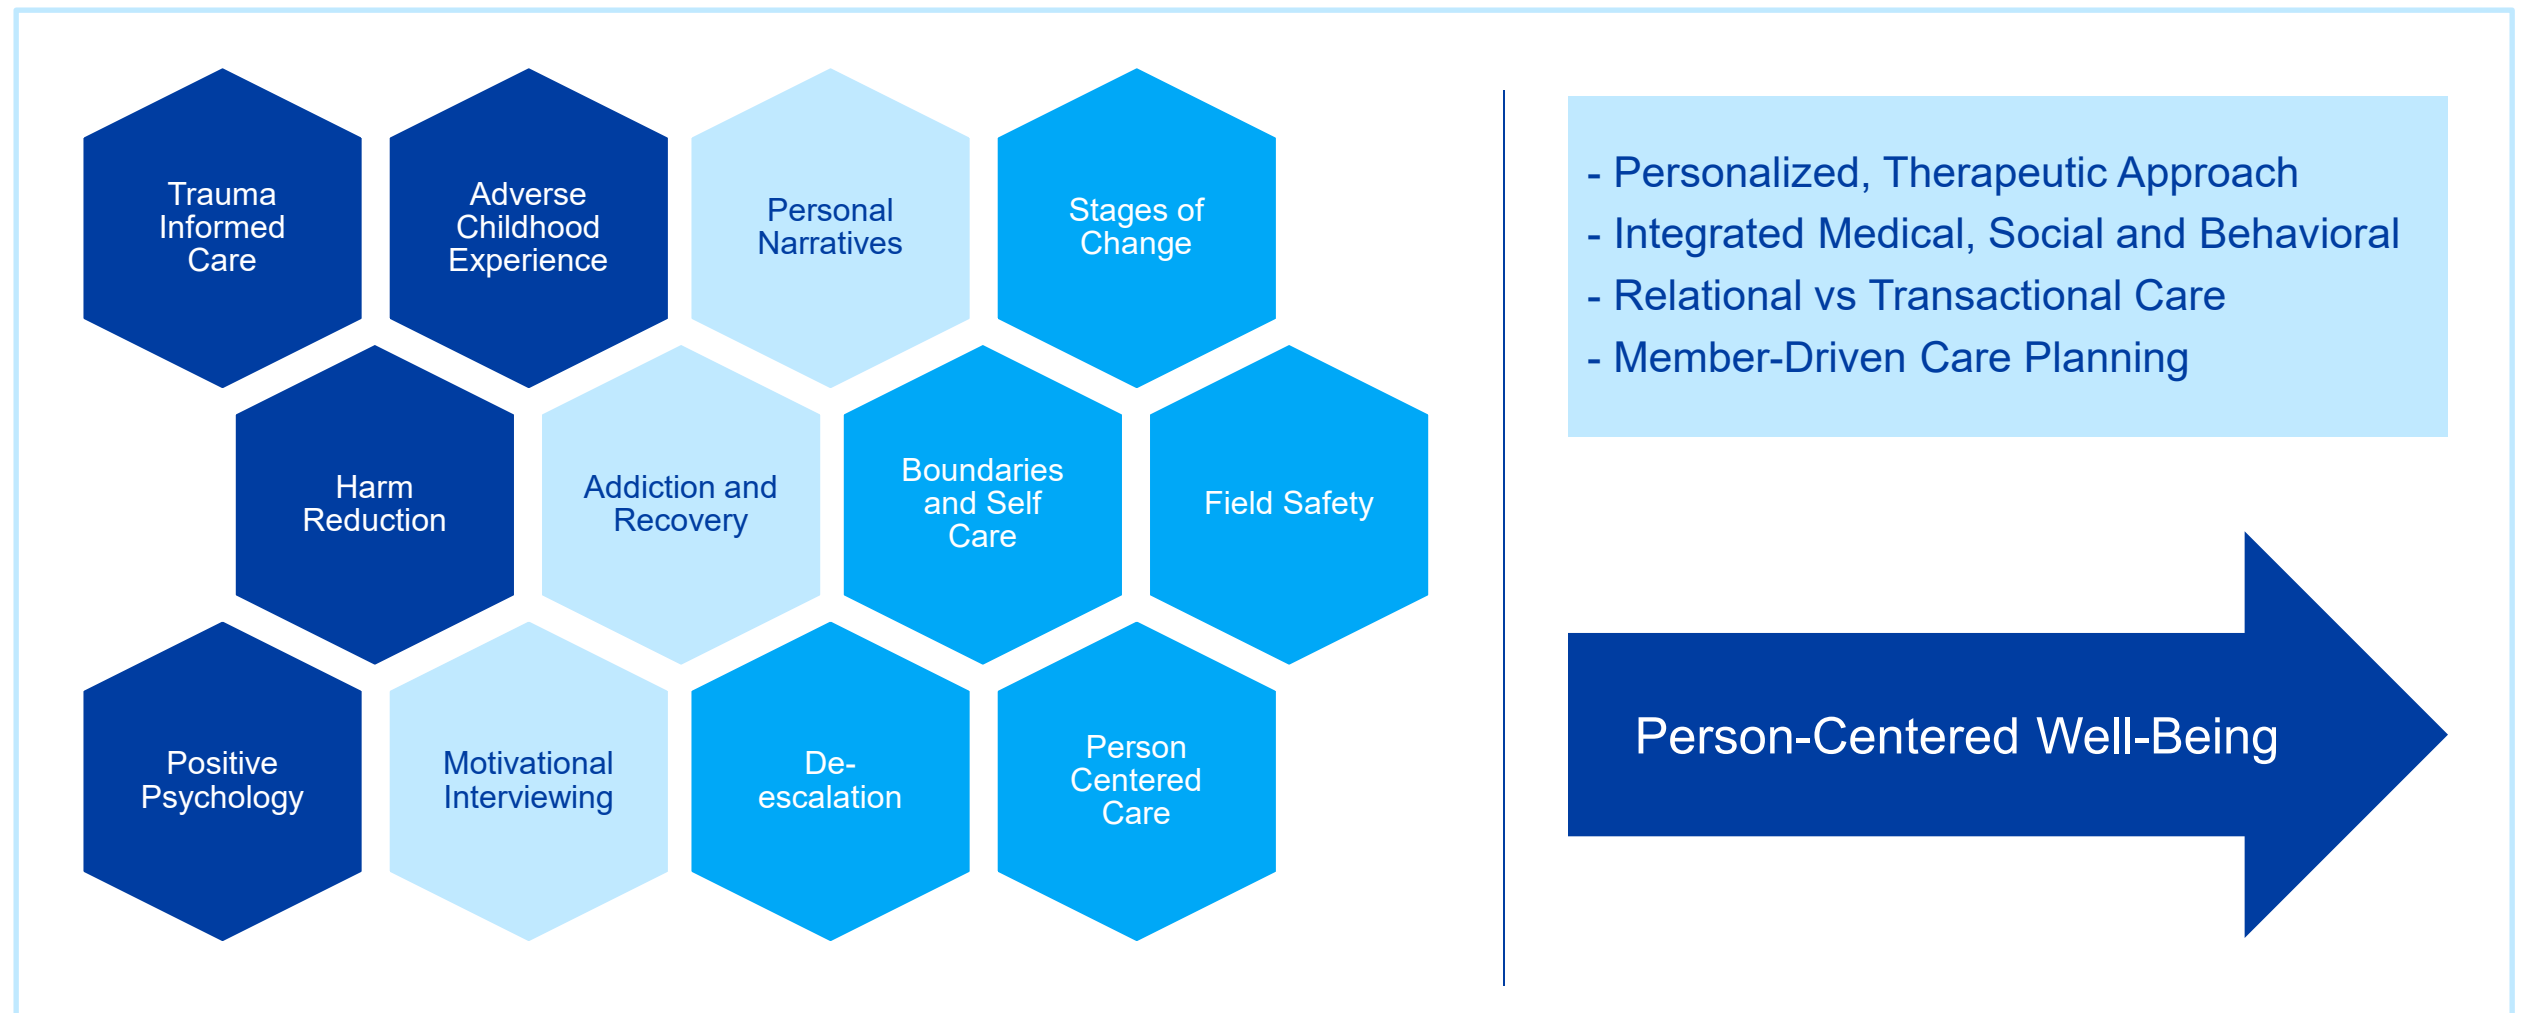 Trauma
Informed
Care
Adverse
Childhood
Experience
Personal
Narratives
Stages of
Change
Harm
Reduction
Addiction and
Recovery
Boundaries
and Self
Care
Field Safety
Positive
Psychology
Motivational
Interviewing
De-
escalation
Person
Centered
Care
- Personalized, Therapeutic Approach
- Integrated Medical, Social and Behavioral
- Relational vs Transactional Care
- Member-Driven Care Planning
Person-Centered Well-Being